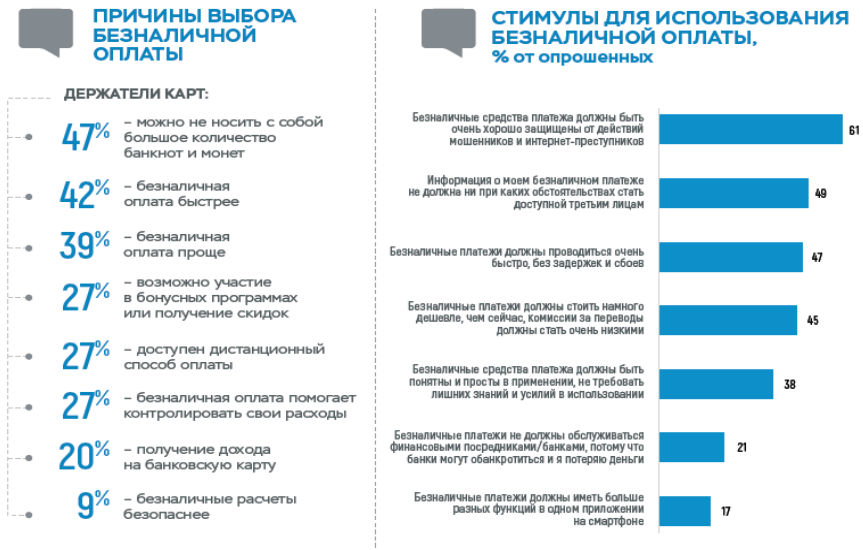 ПРИЧИНЫ ВЫБОРА
БЕЗНАЛИЧНОЙ
ОПЛАТЫ
ДЕРЖАТЕЛИ КАРТ:
47% – можно не носить с собой
большое количество
банкнот и монет
42% – безналичная
оплата быстрее
39% – безналичная
оплата проще
27% – возможно участие
в бонусных программах
или получение скидок
27% – доступен дистанционный
способ оплаты
27% – безналичная оплата помогает
контролировать свои расходы
20% – получение дохода
на банковскую карту
9% – безналичные расчеты
безопаснее
СТИМУЛЫ ДЛЯ ИСПОЛЬЗОВАНИЯ
БЕЗНАЛИЧНОЙ ОПЛАТЫ,
% от опрошенных
Безналичные средства платежа должны быть
очень хорошо защищены от действий
мошенников и интернет-преступников
61
Информация о моем безналичном платеже
не должна ни при каких обстоятельствах стать
доступной третьим лицам
49
Безналичные платежи должны проводиться очень
быстро, без задержек и сбоев
47
Безналичные платежи должны стоить намного
дешевле, чем сейчас, комиссии за переводы
должны стать очень низкими
45
Безналичные средства платежа должны быть
понятны и просты в применении, не требовать
лишних знаний и усилий в использовании
38
Безналичные платежи не должны обслуживаться
финансовыми посредниками/банками, потому что
банки могут обанкротиться и я потеряю деньги
21
Безналичные платежи должны иметь больше
разных функций в одном приложении
на смартфоне
17